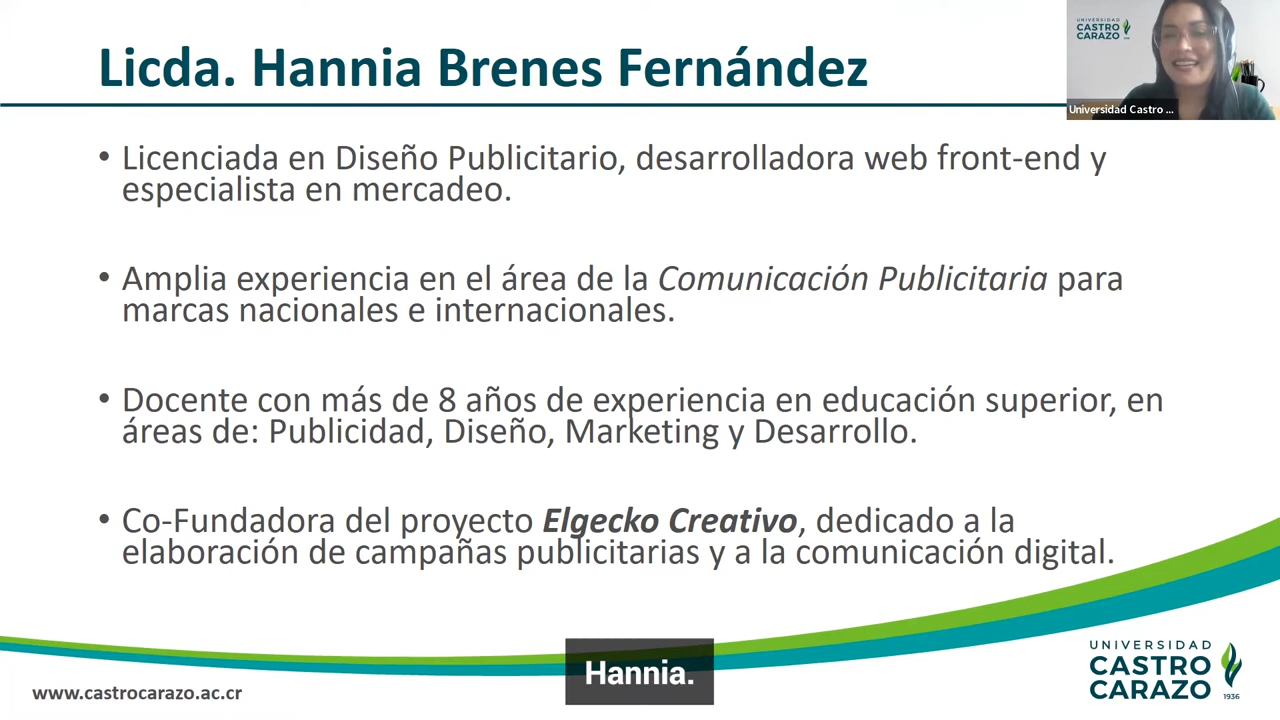 Licda. Hannia Brenes Fernández
UNIVERSIDAD
CASTRO
CARAZO
Universidad Castro ...
• Licenciada en Diseño Publicitario, desarrolladora web front-end y
especialista en mercadeo.
• Amplia experiencia en el área de la Comunicación Publicitaria para
marcas nacionales e internacionales.
• Docente con más de 8 años de experiencia en educación superior, en
áreas de: Publicidad, Diseño, Marketing y Desarrollo.
• Co-Fundadora del proyecto Elgecko Creativo, dedicado a la
elaboración de campañas publicitarias y a la comunicación digital.
Hannia.
www.castrocarazo.ac.cr
UNIVERSIDAD
CASTRO
CARAZO
1936